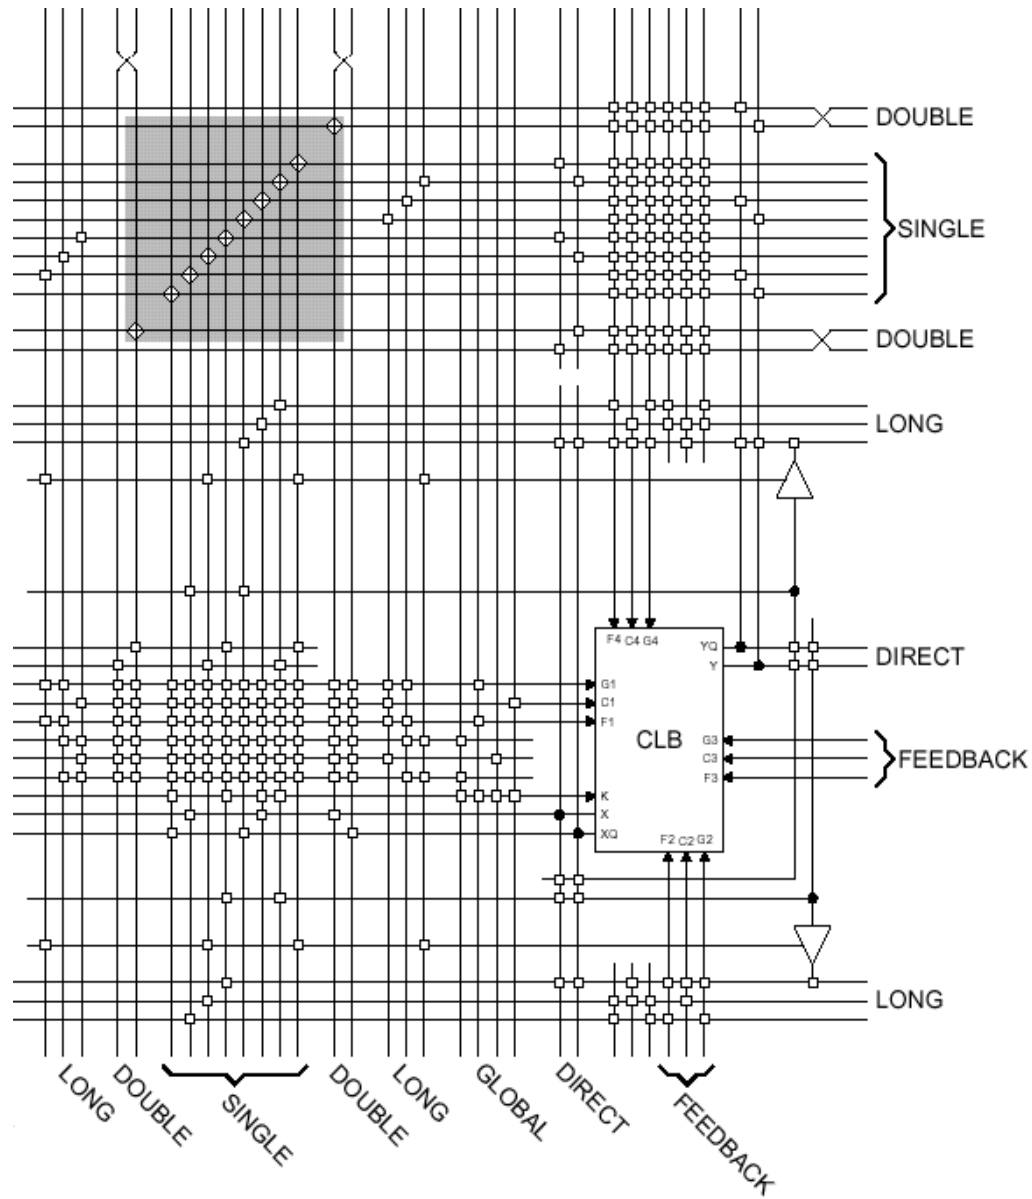 DOUBLE
SINGLE
DOUBLE
LONG
F4 C4 G4
YQ
DIRECT
Y
G1
C1
F1
CLB
G3
C3
FEEDBACK
F3
K
X
XQ
F2 C2 G2
LONG
LONG
DOUBLE
SINGLE
DOUBLE
LONG
GLOBAL
DIRECT
FEEDBACK